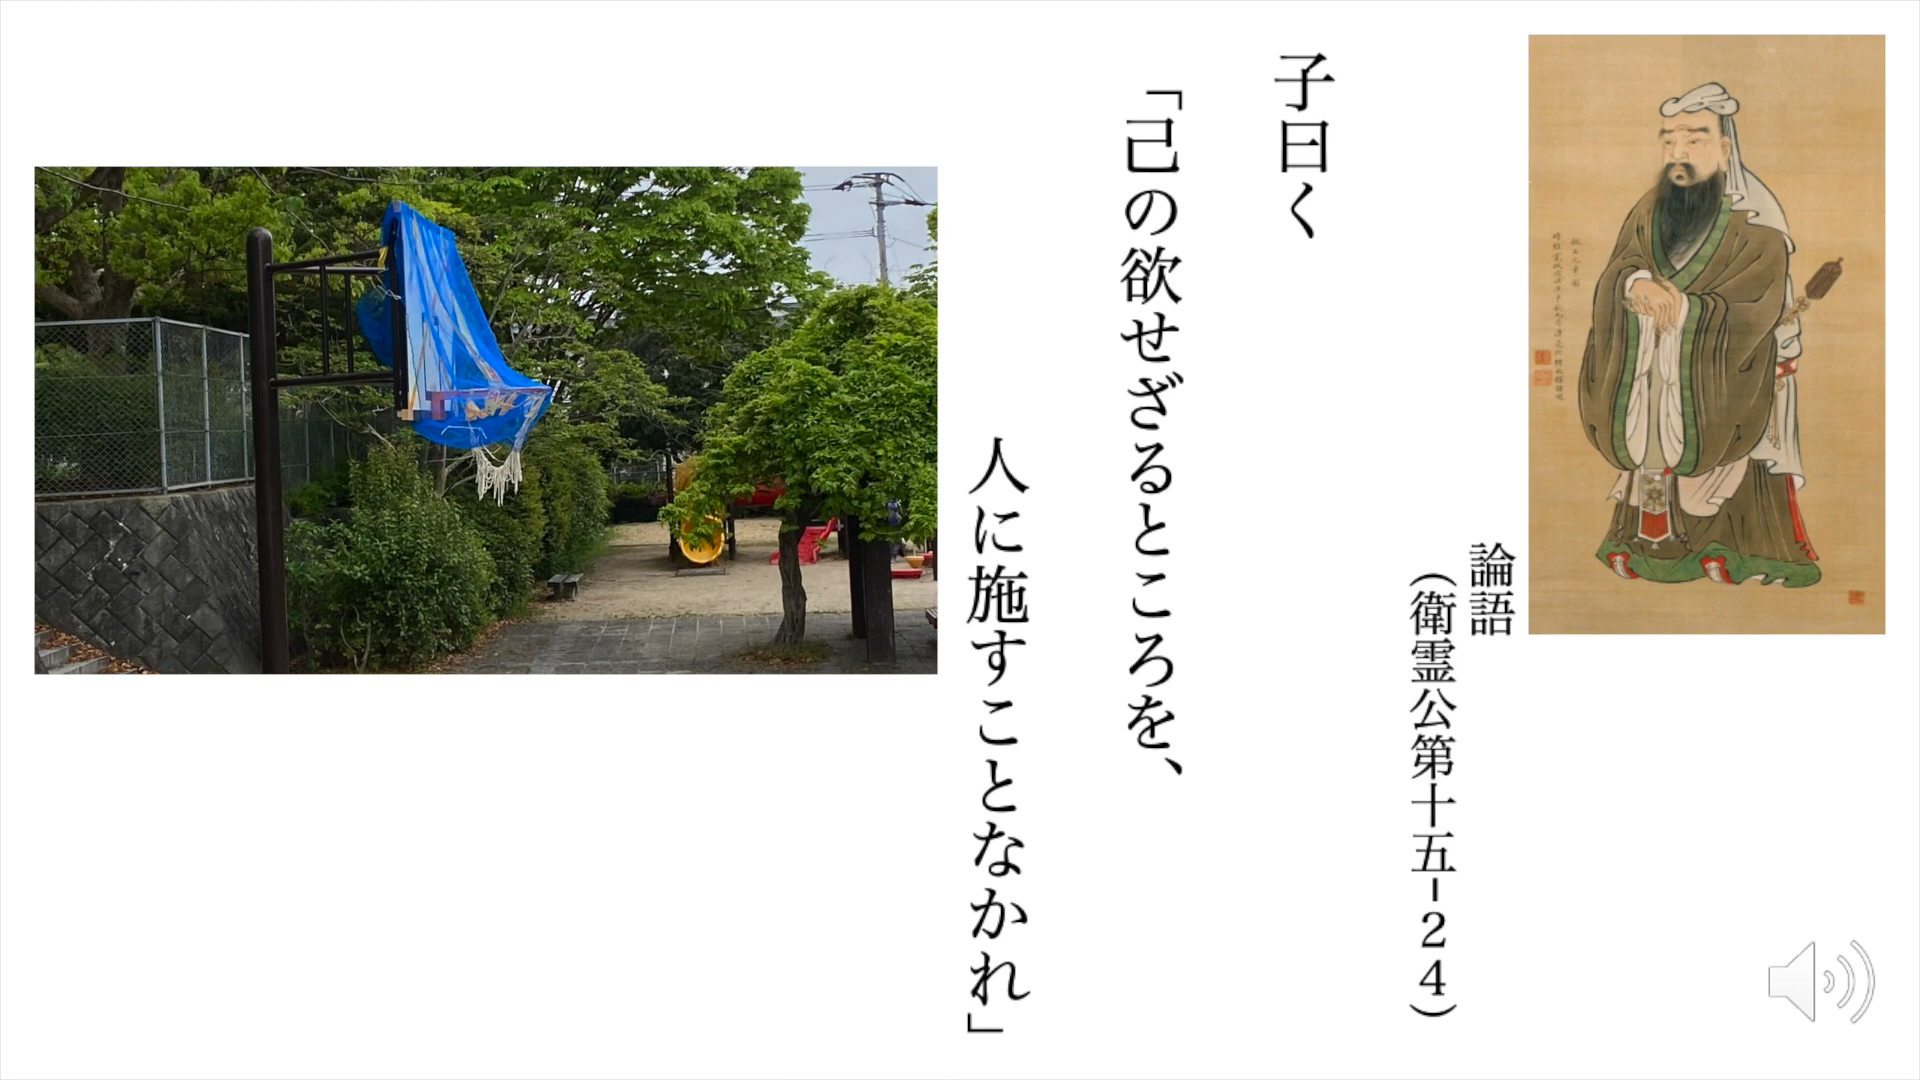 論語
（衛霊公第十五-２４）
子曰く
「己の欲せざるところを、
人に施すことなかれ」